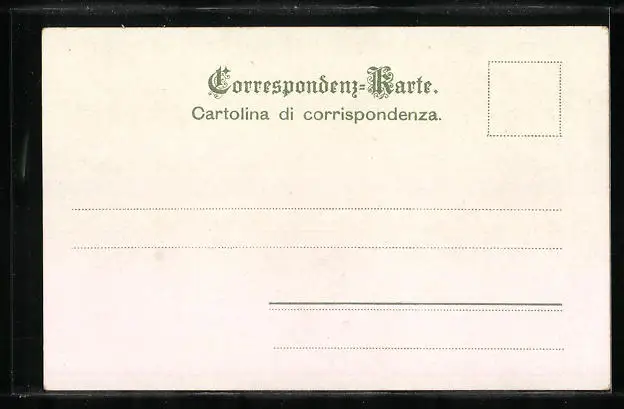 Correspondenz=Karte.
Cartolina di corrispondenza.